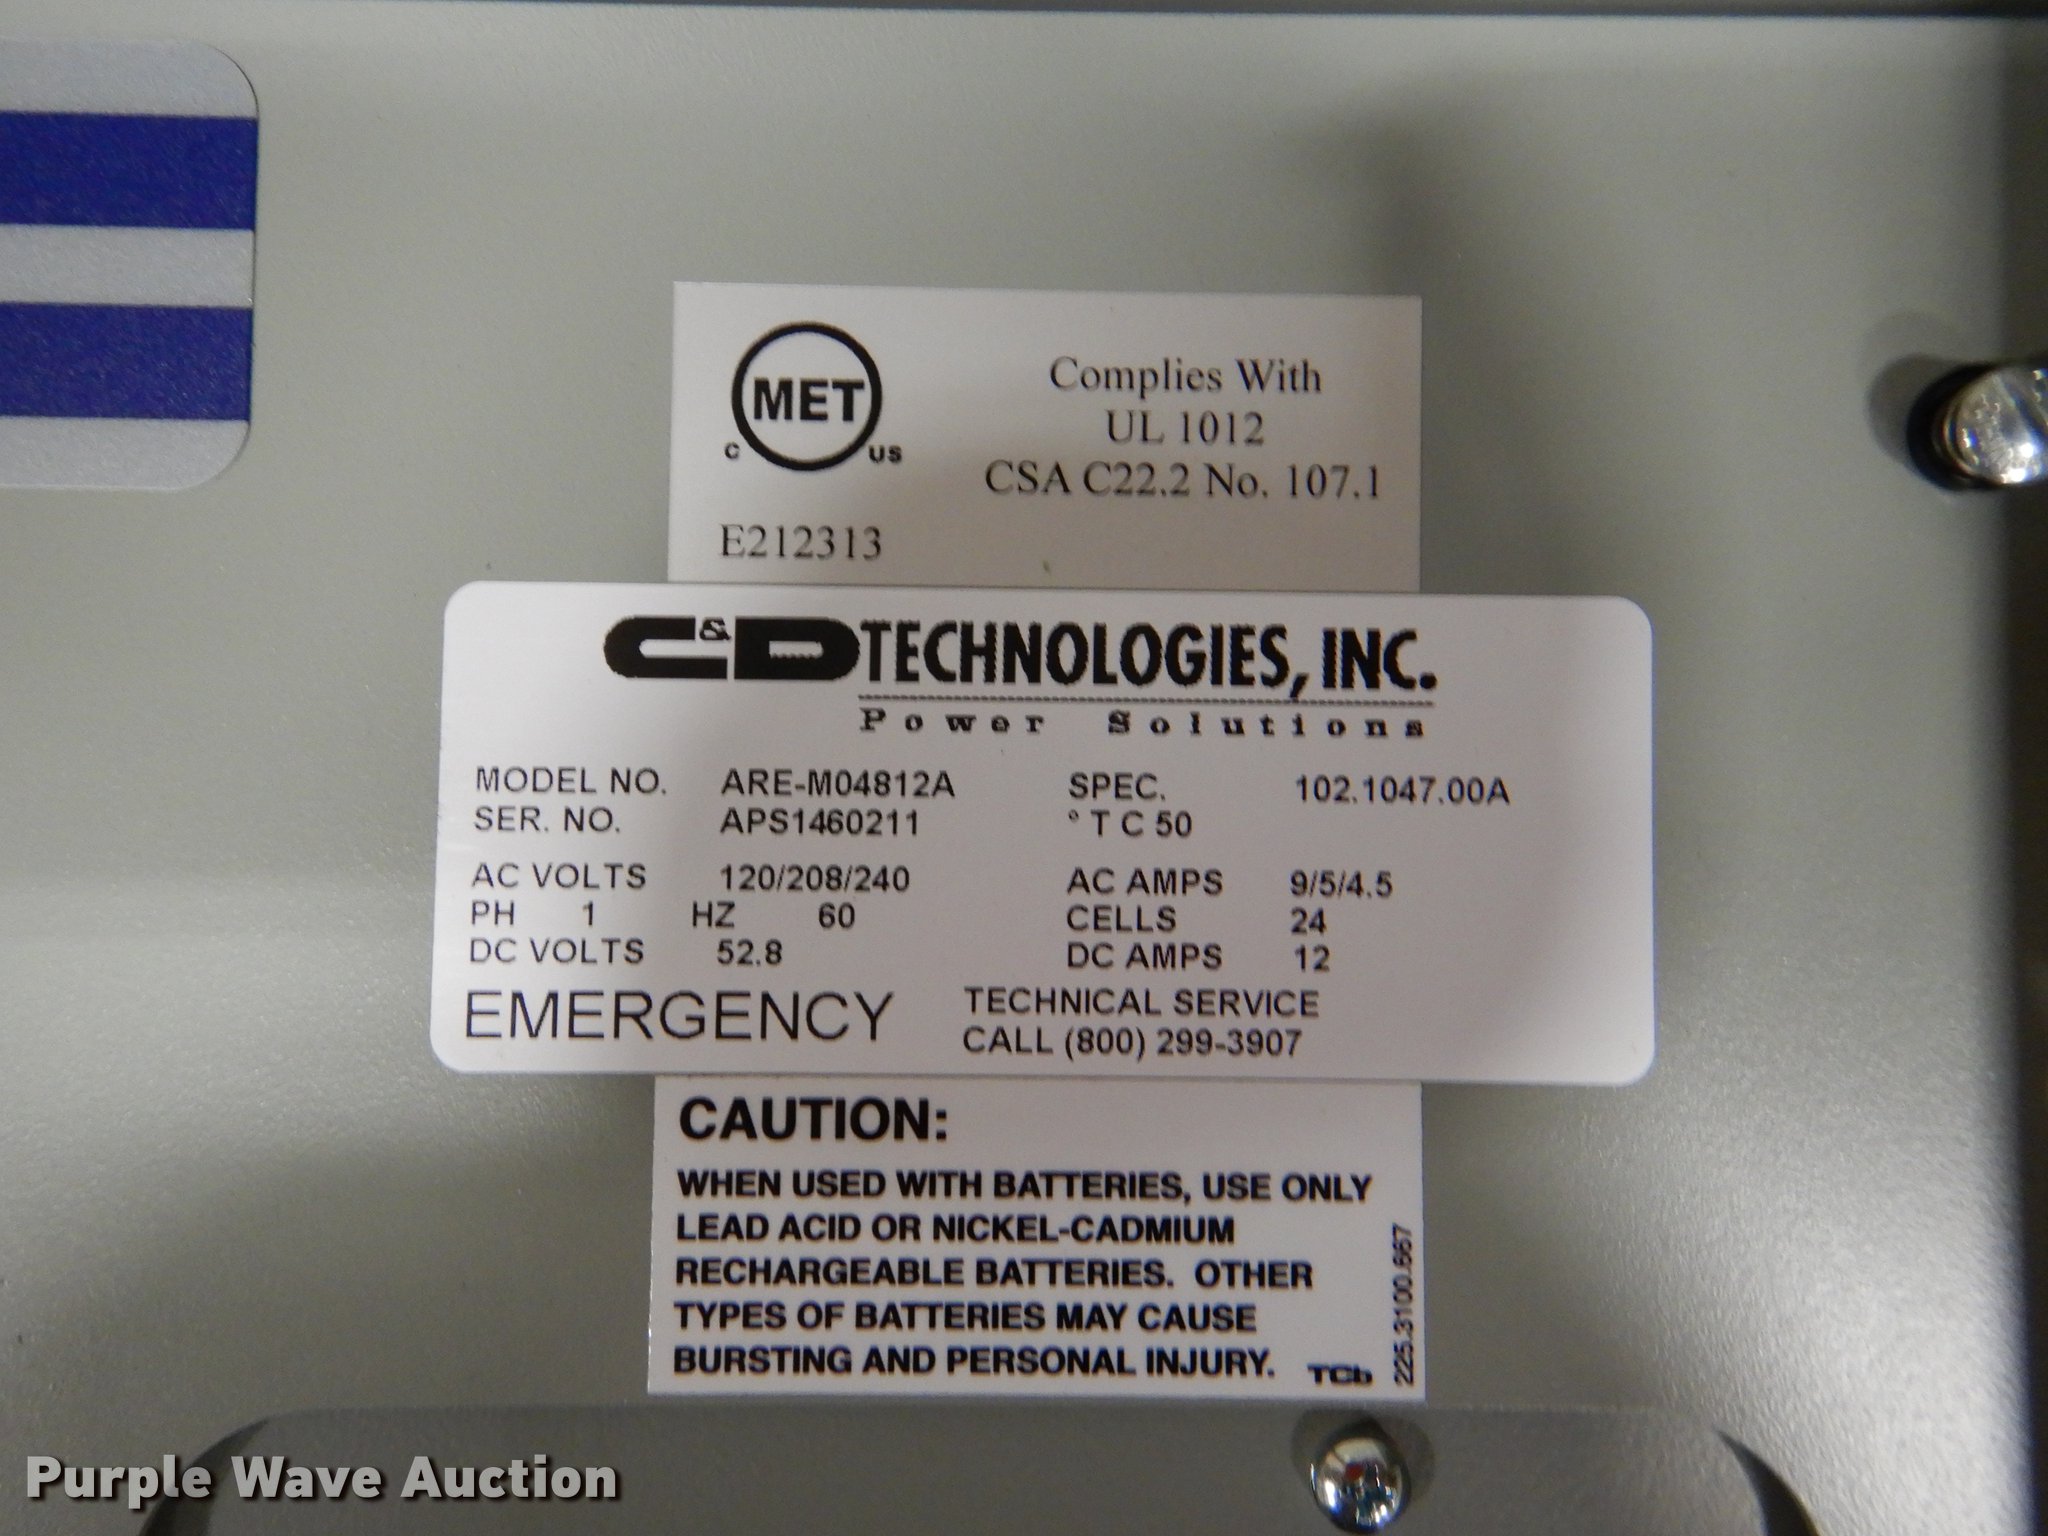 MET
C US
Complies With
UL 1012
CSA C22.2 No. 107.1
E212313
C&D TECHNOLOGIES, INC.
Power Solutions
MODEL NO. ARE-M04812A SPEC. 102.1047.00A
SER. NO. APS1460211 ° T C 50
AC VOLTS 120/208/240 AC AMPS 9/5/4.5
PH 1 HZ 60 CELLS 24
DC VOLTS 52.8 DC AMPS 12
EMERGENCY TECHNICAL SERVICE
CALL (800) 299-3907
CAUTION:
WHEN USED WITH BATTERIES, USE ONLY
LEAD ACID OR NICKEL-CADMIUM
RECHARGEABLE BATTERIES. OTHER
TYPES OF BATTERIES MAY CAUSE
BURSTING AND PERSONAL INJURY. TCb
225.3100.667
Purple Wave Auction